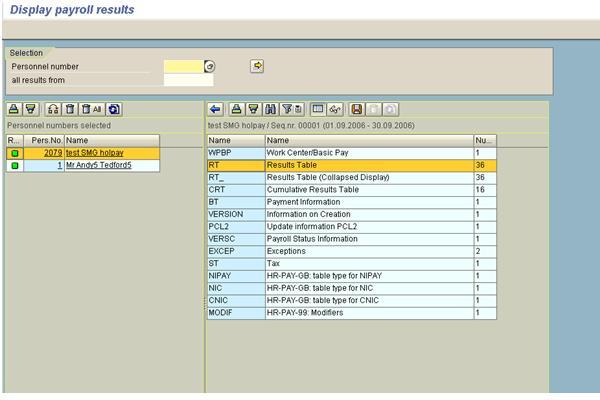 Display payroll results
Selection
Personnel number
all results from
All
Personnel numbers selected
test SMG holpay / Seq.nr. 00001 (01.09.2006 - 30.09.2006)
R... Pers.No. Name
2079 test SMG holpay
1 Mr Andy5 Tedford5
Name Name Nu...
WPBP Work Center/Basic Pay 1
RT Results Table 36
RT_ Results Table (Collapsed Display) 36
CRT Cumulative Results Table 16
BT Payment Information 1
VERSION Information on Creation 1
PCL2 Update information PCL2 1
VERSC Payroll Status Information 1
EXCEP Exceptions 2
ST Tax 1
NIPAY HR-PAY-GB: table type for NIPAY 1
NIC HR-PAY-GB: table type for NIC 1
CNIC HR-PAY-GB: table type for CNIC 1
MODIF HR-PAY-99: Modifiers 1